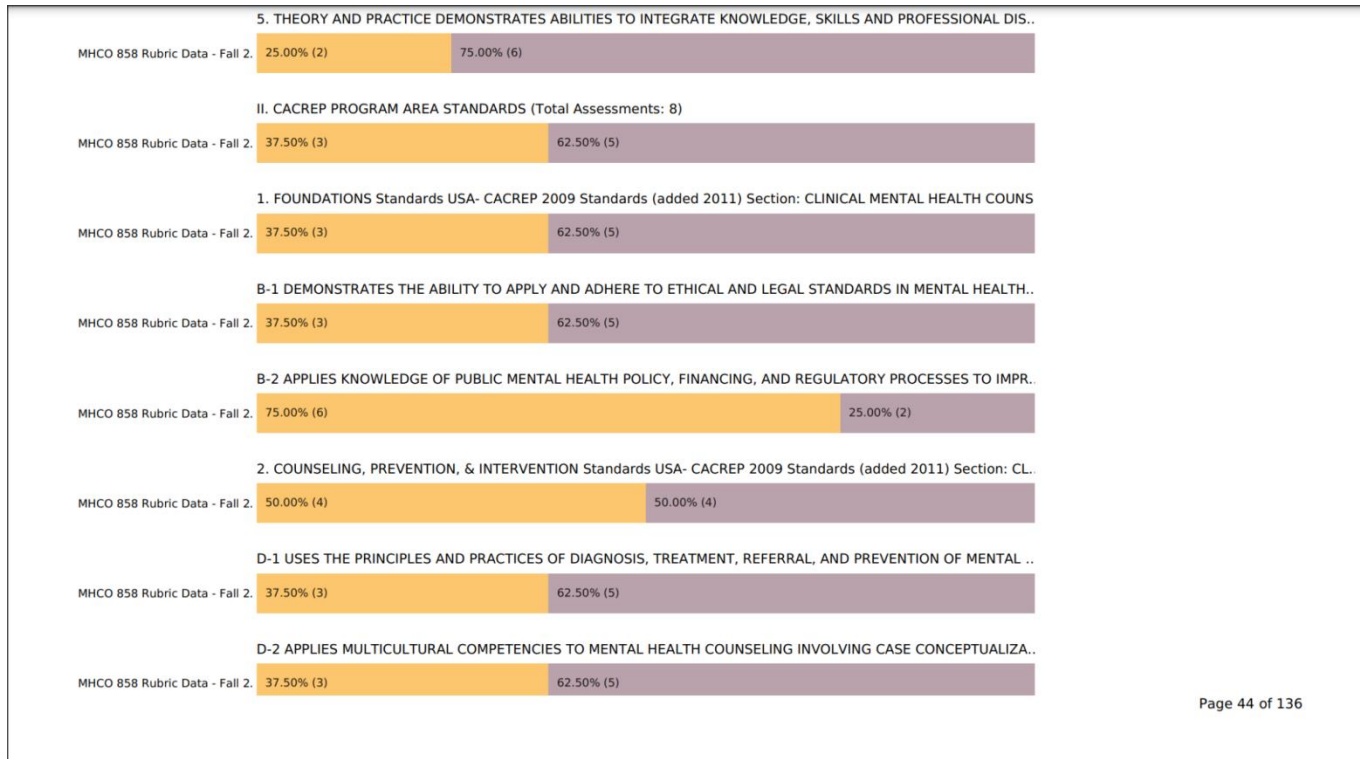 5. THEORY AND PRACTICE DEMONSTRATES ABILITIES TO INTEGRATE KNOWLEDGE, SKILLS AND PROFESSIONAL DIS..
MHCO 858 Rubric Data - Fall 2. 25.00% (2) 75.00% (6)
II. CACREP PROGRAM AREA STANDARDS (Total Assessments: 8)
MHCO 858 Rubric Data - Fall 2. 37.50% (3) 62.50% (5)
1. FOUNDATIONS Standards USA- CACREP 2009 Standards (added 2011) Section: CLINICAL MENTAL HEALTH COUNS
MHCO 858 Rubric Data - Fall 2. 37.50% (3) 62.50% (5)
B-1 DEMONSTRATES THE ABILITY TO APPLY AND ADHERE TO ETHICAL AND LEGAL STANDARDS IN MENTAL HEALTH..
MHCO 858 Rubric Data - Fall 2. 37.50% (3) 62.50% (5)
B-2 APPLIES KNOWLEDGE OF PUBLIC MENTAL HEALTH POLICY, FINANCING, AND REGULATORY PROCESSES TO IMPR..
MHCO 858 Rubric Data - Fall 2. 75.00% (6) 25.00% (2)
2. COUNSELING, PREVENTION, & INTERVENTION Standards USA- CACREP 2009 Standards (added 2011) Section: CL..
MHCO 858 Rubric Data - Fall 2. 50.00% (4) 50.00% (4)
D-1 USES THE PRINCIPLES AND PRACTICES OF DIAGNOSIS, TREATMENT, REFERRAL, AND PREVENTION OF MENTAL ..
MHCO 858 Rubric Data - Fall 2. 37.50% (3) 62.50% (5)
D-2 APPLIES MULTICULTURAL COMPETENCIES TO MENTAL HEALTH COUNSELING INVOLVING CASE CONCEPTUALIZA..
MHCO 858 Rubric Data - Fall 2. 37.50% (3) 62.50% (5)
Page 44 of 136